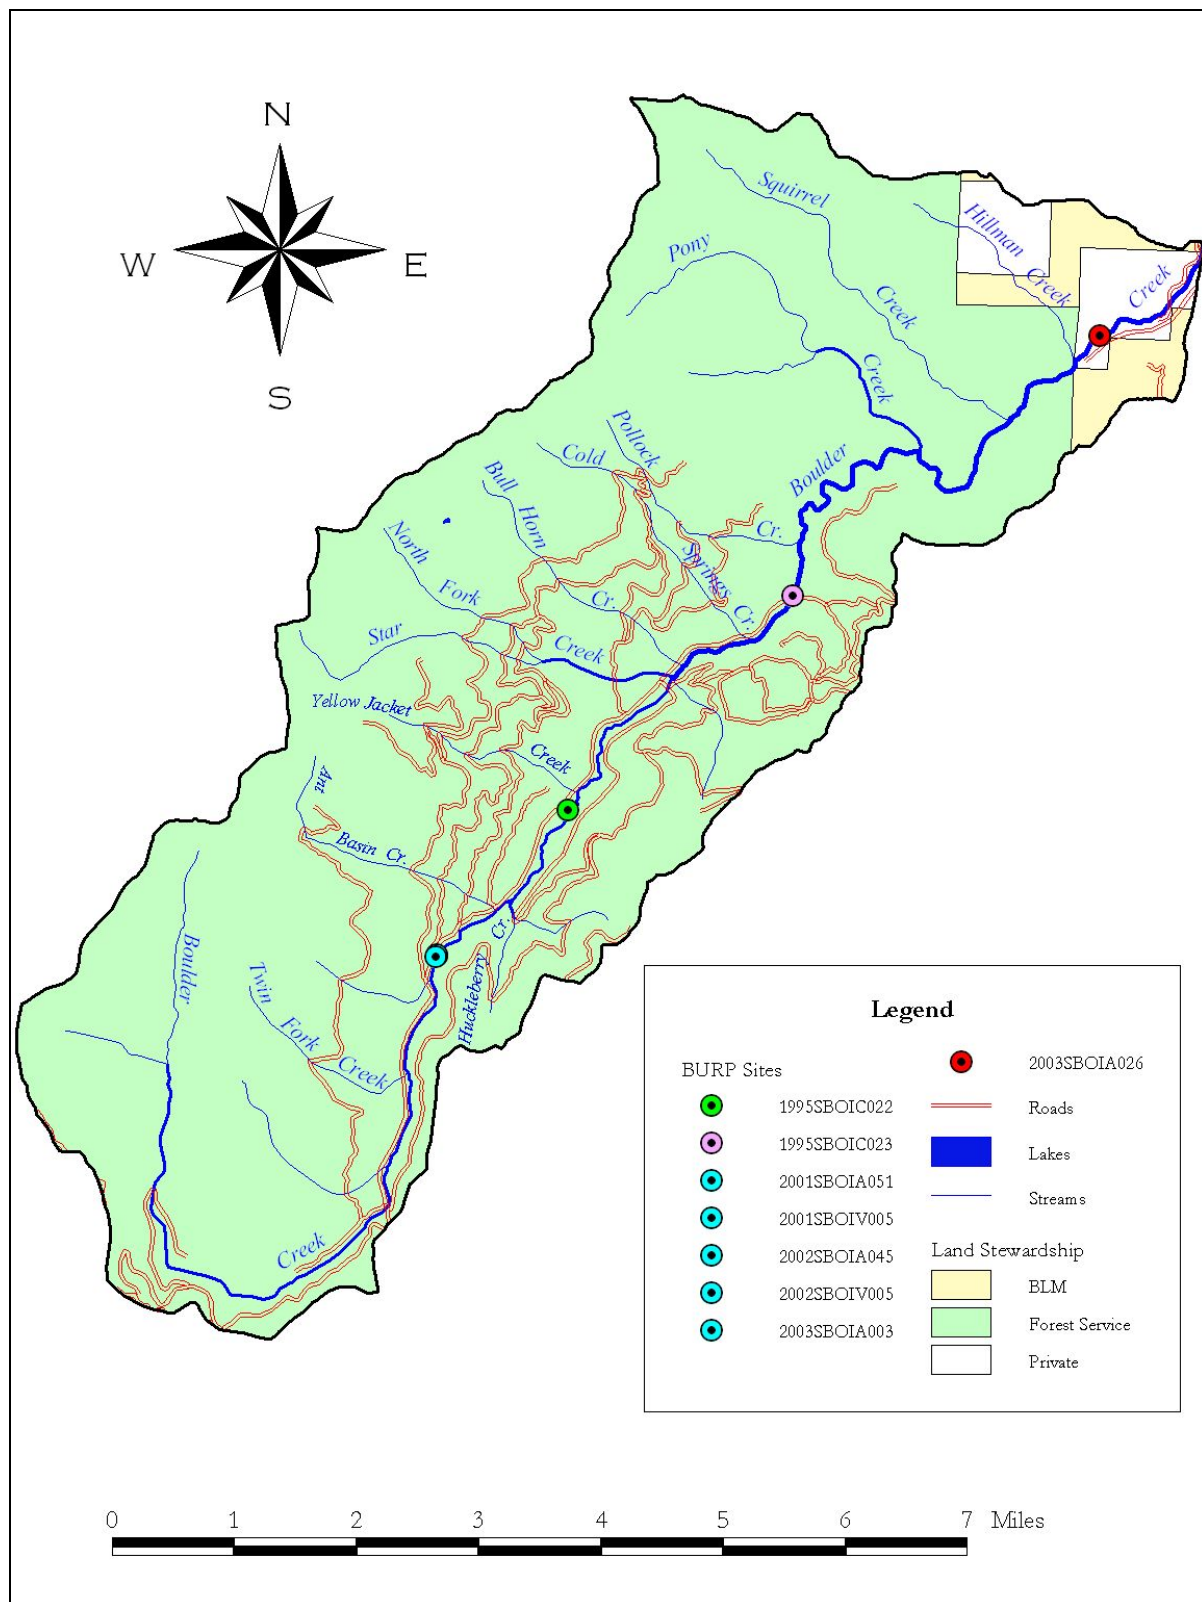 N
W
E
S
Squirrel
Creek
Pony
Creek
Hillman
Creek
Creek
Boulder
Pollock
Cr.
Cold
Springs Cr.
Bull Horn
Cr.
North Fork
Star
Creek
Yellow Jacket
Creek
Ant
Basin Cr.
Huckleberry Cr.
Boulder
Twin
Fork
Creek
Creek
Legend
BURP Sites
1995SBOIC022
1995SBOIC023
2001SBOIA051
2001SBOIV005
2002SBOIA045
2002SBOIV005
2003SBOIA003
2003SBOIA026
Roads
Lakes
Streams
Land Stewardship
BLM
Forest Service
Private
0 1 2 3 4 5 6 7 Miles